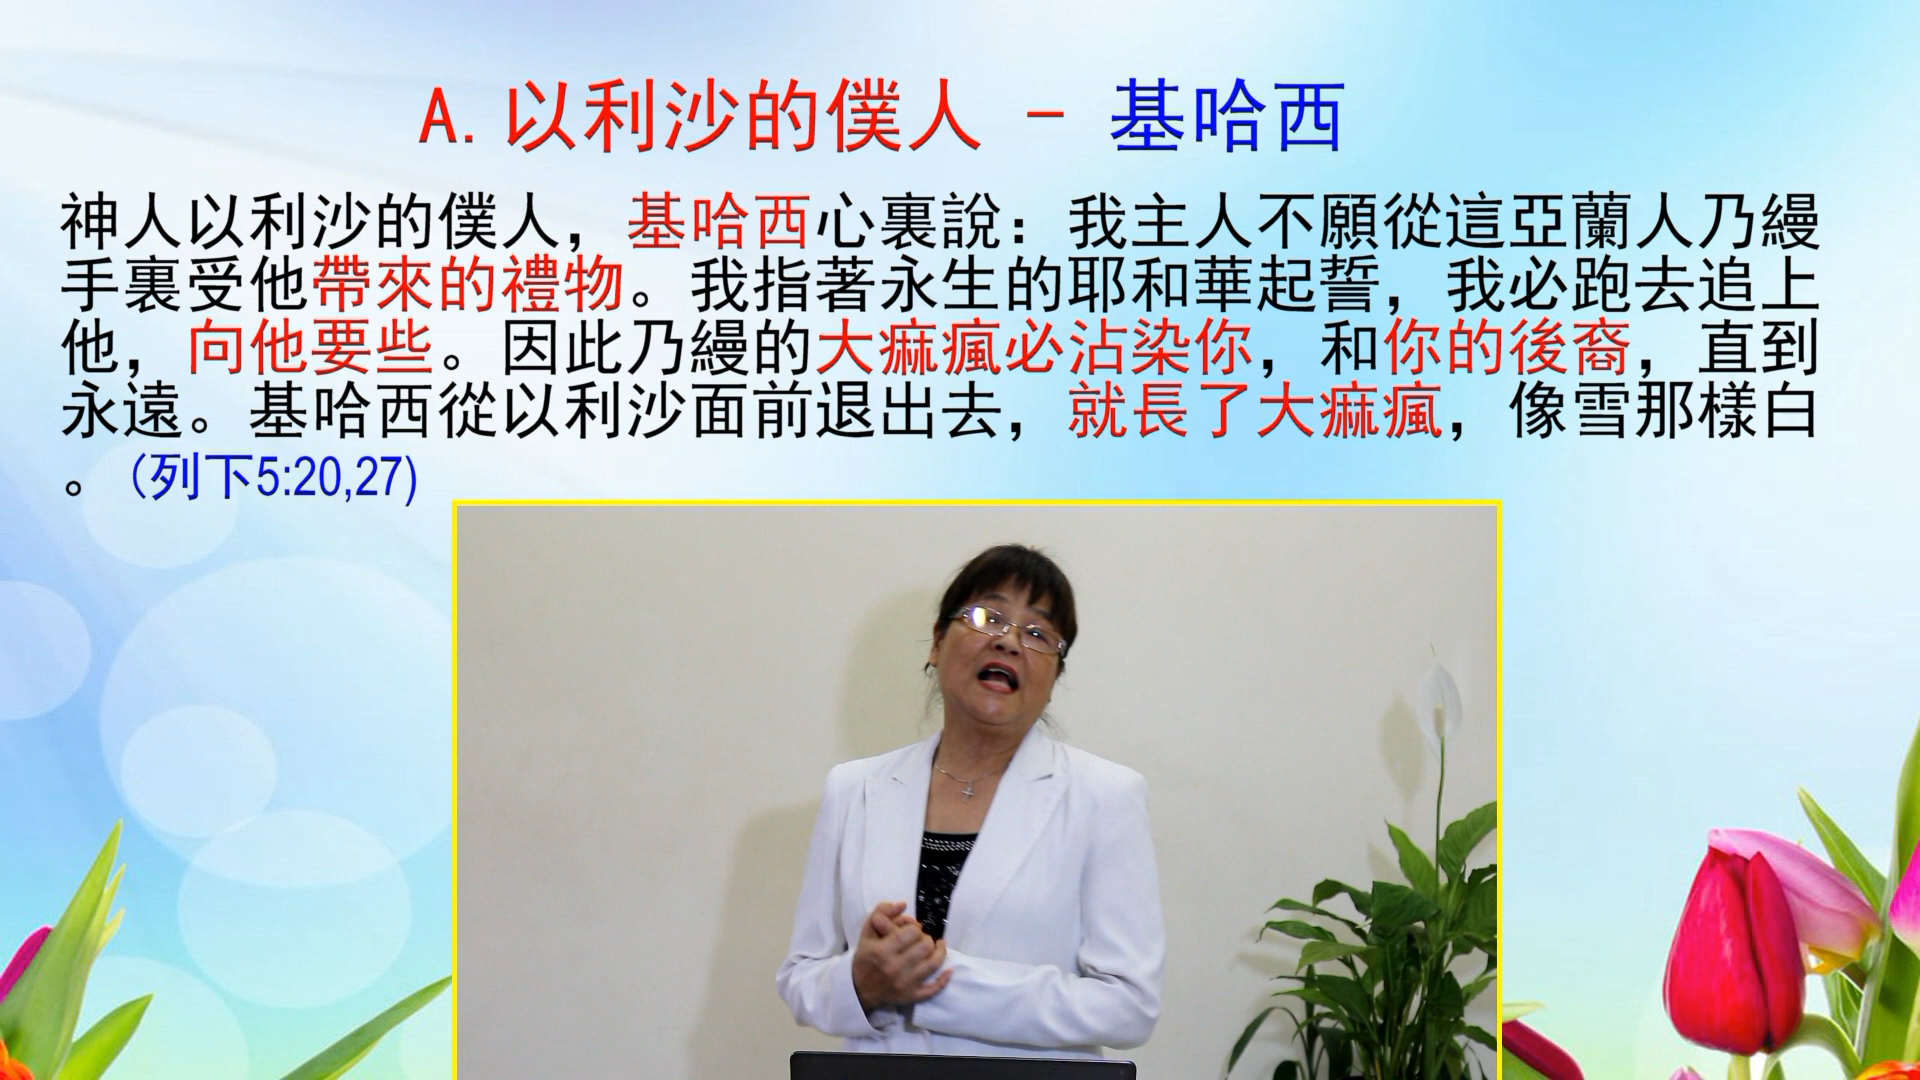 A. 以利沙的僕人 - 基哈西
神人以利沙的僕人，基哈西心裏說：我主人不願從這亞蘭人乃縵
手裏受他帶來的禮物。我指著永生的耶和華起誓，我必跑去追上
他，向他要些。因此乃縵的大痲瘋必沾染你，和你的後裔，直到
永遠。基哈西從以利沙面前退出去，就長了大痲瘋，像雪那樣白
。(列下5:20,27)